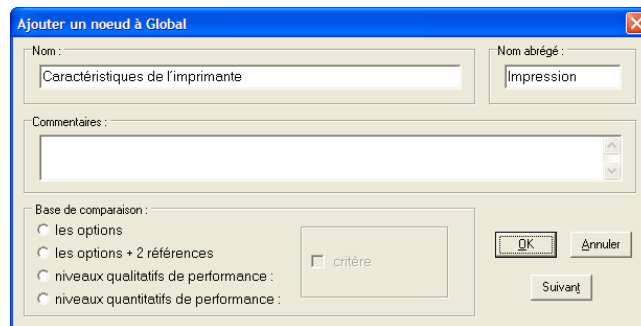 Ajouter un noeud à Global
Nom :
Nom abrégé :
Caractéristiques de l'imprimante
Impression
Commentaires :
Base de comparaison :
les options
les options + 2 références
niveaux qualitatifs de performance :
niveaux quantitatifs de performance :
critère
OK
Annuler
Suivant